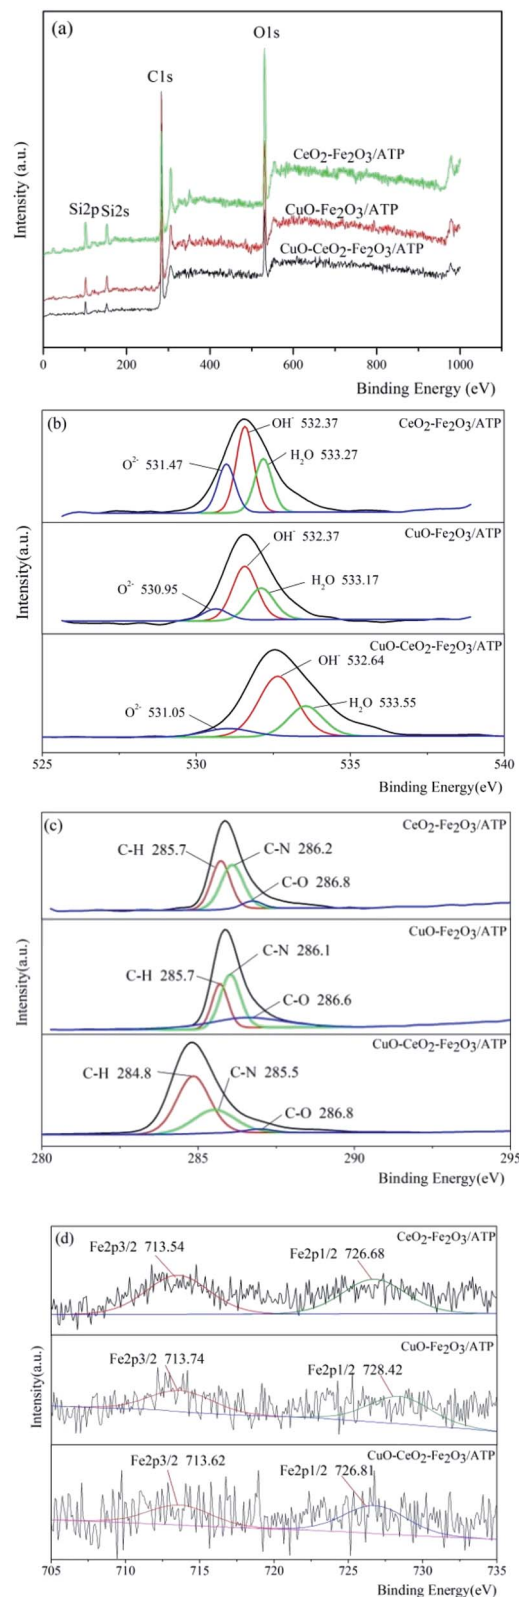 (a)
O1s
C1s
CeO2-Fe2O3/ATP
Si2p Si2s
CuO-Fe2O3/ATP
CuO-CeO2-Fe2O3/ATP
Intensity (a.u.)
0 200 400 600 800 1000
Binding Energy (eV)
(b)
OH- 532.37
CeO2-Fe2O3/ATP
O2- 531.47
H2O 533.27
CuO-Fe2O3/ATP
OH- 532.37
H2O 533.17
O2- 530.95
CuO-CeO2-Fe2O3/ATP
OH- 532.64
H2O 533.55
O2- 531.05
Intensity(a.u.)
525 530 535 540
Binding Energy(eV)
(c)
CeO2-Fe2O3/ATP
C-H 285.7
C-N 286.2
C-O 286.8
CuO-Fe2O3/ATP
C-N 286.1
C-H 285.7
C-O 286.6
CuO-CeO2-Fe2O3/ATP
C-H 284.8
C-N 285.5
C-O 286.8
Intensity(a.u.)
280 285 290 295
Binding Energy(eV)
(d)
CeO2-Fe2O3/ATP
Fe2p3/2 713.54
Fe2p1/2 726.68
CuO-Fe2O3/ATP
Fe2p3/2 713.74
Fe2p1/2 728.42
CuO-CeO2-Fe2O3/ATP
Fe2p3/2 713.62
Fe2p1/2 726.81
Intensity(a.u.)
705 710 715 720 725 730 735
Binding Energy(eV)